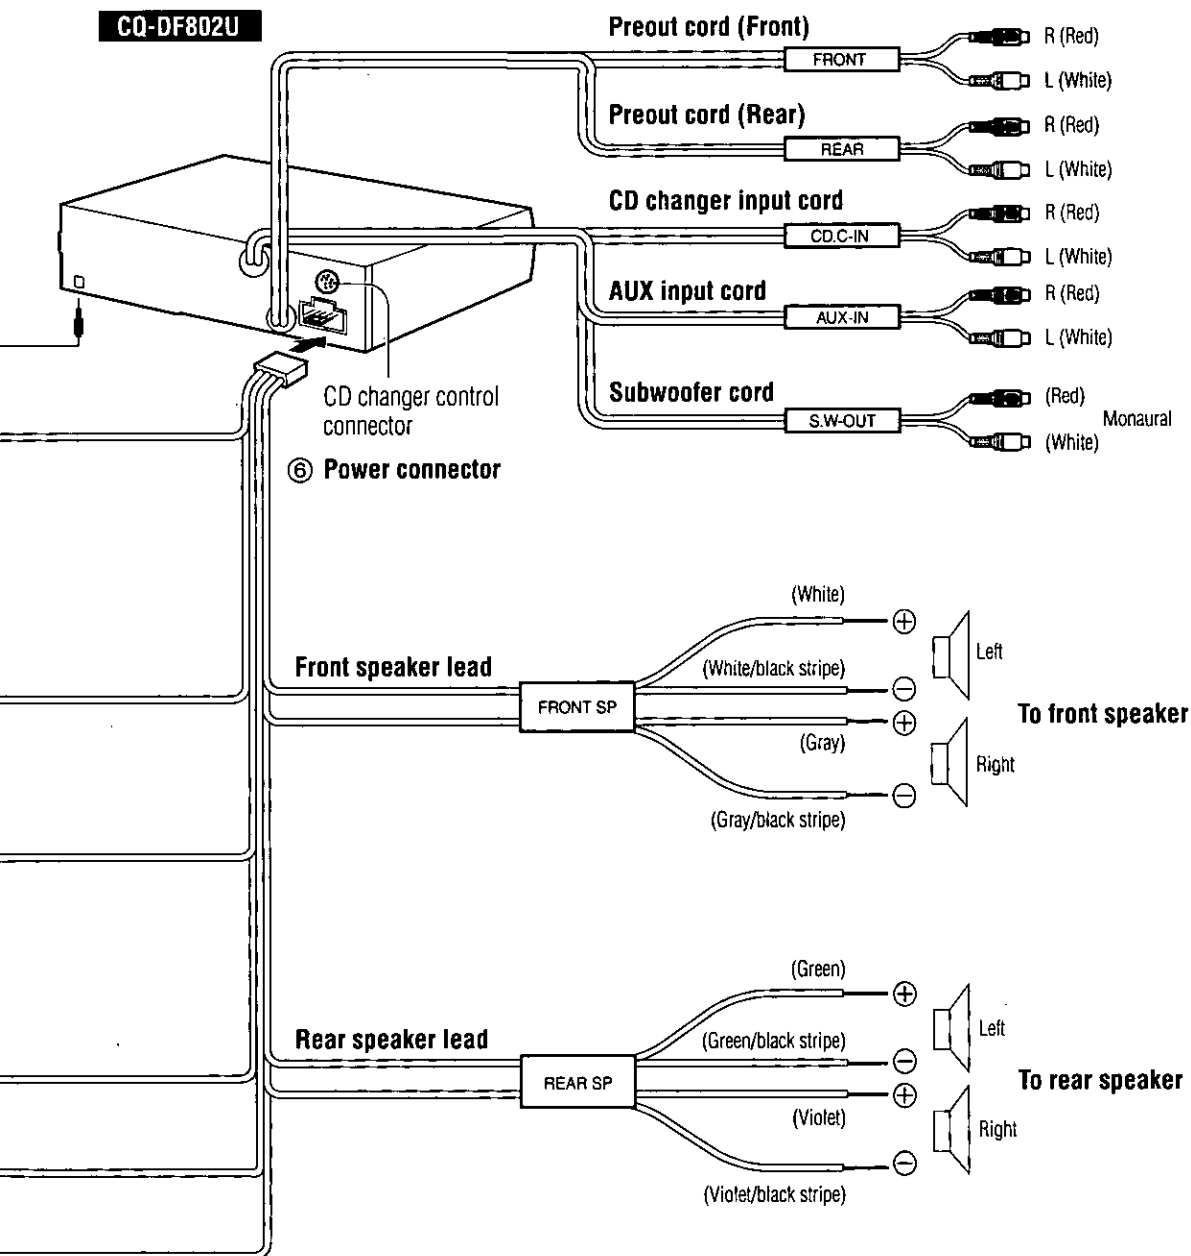 CQ-DF802U
Preout cord (Front)
FRONT
R (Red)
L (White)
Preout cord (Rear)
REAR
R (Red)
L (White)
CD changer input cord
CD.C-IN
R (Red)
L (White)
AUX input cord
AUX-IN
R (Red)
L (White)
Subwoofer cord
S.W-OUT
(Red)
(White)
Monaural
CD changer control
connector
⑥ Power connector
Front speaker lead
FRONT SP
(White)
⊕
(White/black stripe)
⊖
Left
(Gray)
⊕
(Gray/black stripe)
⊖
Right
To front speaker
Rear speaker lead
REAR SP
(Green)
⊕
(Green/black stripe)
⊖
Left
(Violet)
⊕
(Violet/black stripe)
⊖
Right
To rear speaker